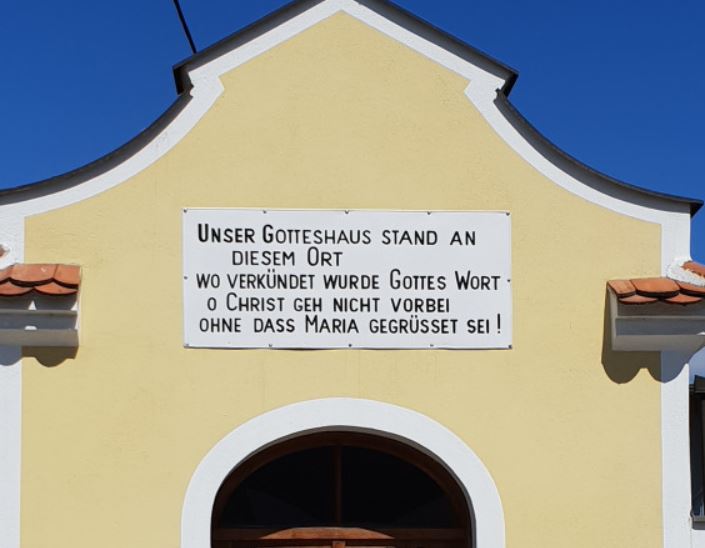 Unser Gotteshaus stand an
diesem Ort
wo verkündet wurde Gottes Wort
o Christ geh nicht vorbei
ohne dass Maria gegrüsset sei!